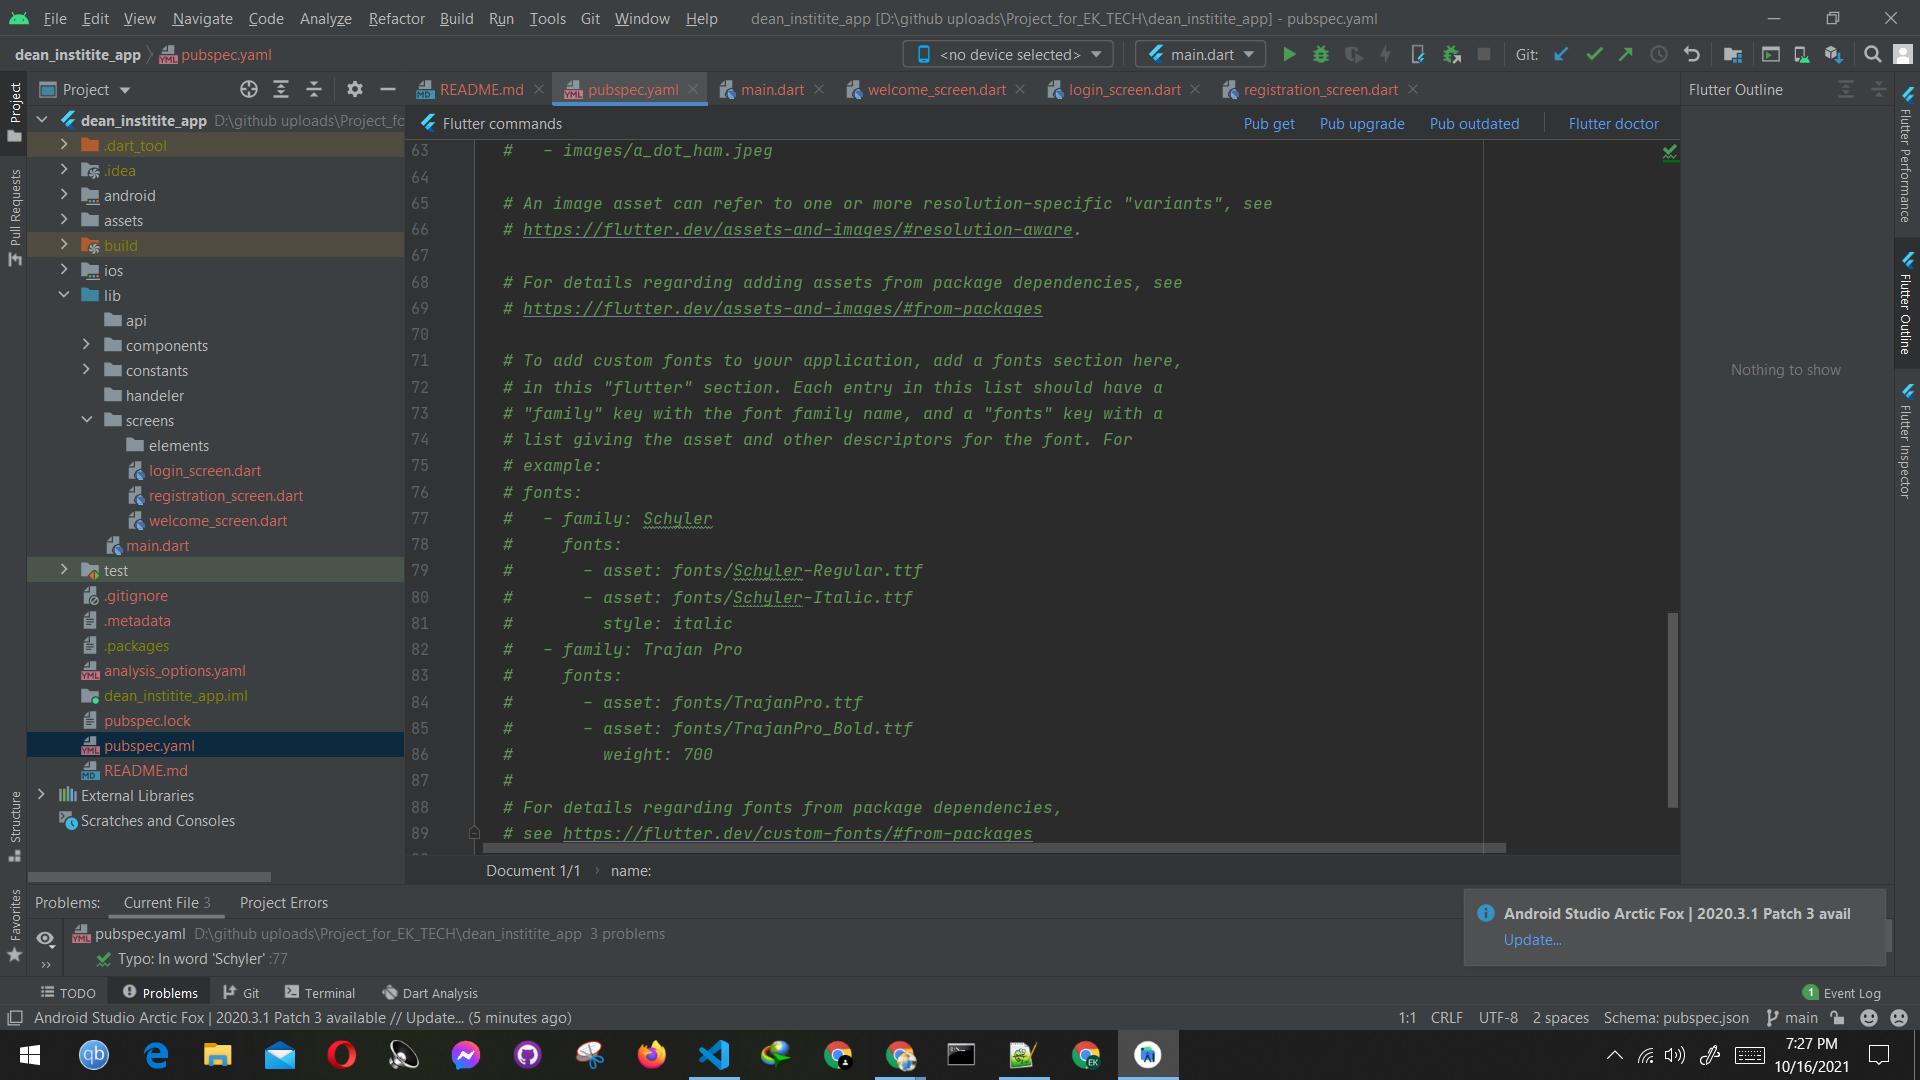 File Edit View Navigate Code Analyze Refactor Build Run Tools Git Window Help dean_institite_app [D:\github uploads\Project_for_EK_TECH\dean_institite_app] - pubspec.yaml
dean_institite_app pubspec.yaml <no device selected> main.dart Git:
Project README.md pubspec.yaml main.dart welcome_screen.dart login_screen.dart registration_screen.dart Flutter Outline
Flutter commands Pub get Pub upgrade Pub outdated Flutter doctor
dean_institite_app D:\github uploads\Project_fo
.dart_tool
.idea
android
assets
build
ios
lib
api
components
constants
handeler
screens
elements
login_screen.dart
registration_screen.dart
welcome_screen.dart
main.dart
test
.gitignore
.metadata
.packages
analysis_options.yaml
dean_institite_app.iml
pubspec.lock
pubspec.yaml
README.md
External Libraries
Scratches and Consoles
63 #   - images/a_dot_ham.jpeg
64
65 # An image asset can refer to one or more resolution-specific "variants", see
66 # https://flutter.dev/assets-and-images/#resolution-aware.
67
68 # For details regarding adding assets from package dependencies, see
69 # https://flutter.dev/assets-and-images/#from-packages
70
71 # To add custom fonts to your application, add a fonts section here,
72 # in this "flutter" section. Each entry in this list should have a
73 # "family" key with the font family name, and a "fonts" key with a
74 # list giving the asset and other descriptors for the font. For
75 # example:
76 # fonts:
77 #   - family: Schyler
78 #     fonts:
79 #       - asset: fonts/Schyler-Regular.ttf
80 #       - asset: fonts/Schyler-Italic.ttf
81 #         style: italic
82 #   - family: Trajan Pro
83 #     fonts:
84 #       - asset: fonts/TrajanPro.ttf
85 #       - asset: fonts/TrajanPro_Bold.ttf
86 #         weight: 700
87 #
88 # For details regarding fonts from package dependencies,
89 # see https://flutter.dev/custom-fonts/#from-packages
Document 1/1 name:
Nothing to show
Project
Pull Requests
Structure
Favorites
Flutter Performance
Flutter Outline
Flutter Inspector
Problems: Current File 3 Project Errors
pubspec.yaml D:\github uploads\Project_for_EK_TECH\dean_institite_app 3 problems
Typo: In word 'Schyler' :77
Android Studio Arctic Fox | 2020.3.1 Patch 3 avail
Update...
TODO Problems Git Terminal Dart Analysis 1 Event Log
Android Studio Arctic Fox | 2020.3.1 Patch 3 available // Update... (5 minutes ago) 1:1 CRLF UTF-8 2 spaces Schema: pubspec.json main
qb
EK
7:27 PM
10/16/2021